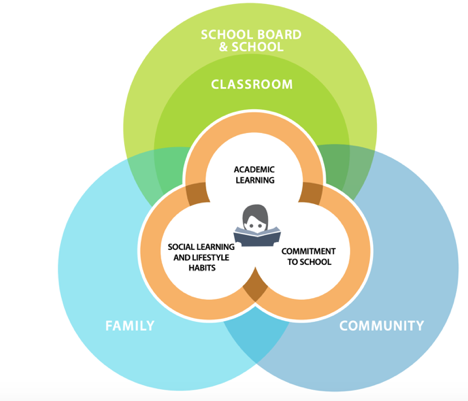 SCHOOL BOARD
& SCHOOL
CLASSROOM
ACADEMIC
LEARNING
SOCIAL LEARNING
AND LIFESTYLE
HABITS
COMMITMENT
TO SCHOOL
FAMILY
COMMUNITY